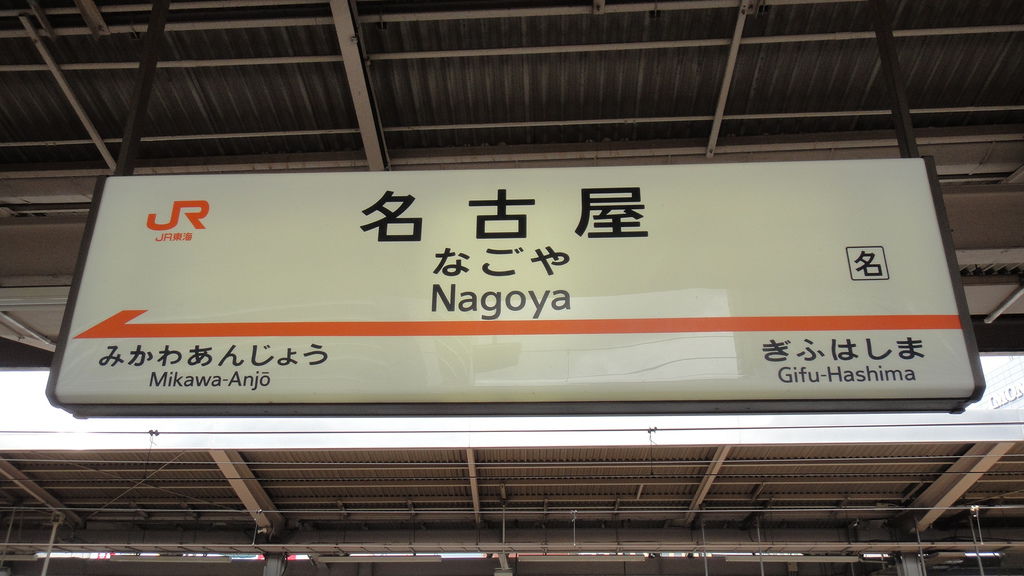 JR
JR東海
名古屋
なごや
Nagoya
名
みかわあんじょう
Mikawa-Anjō
ぎふはしま
Gifu-Hashima